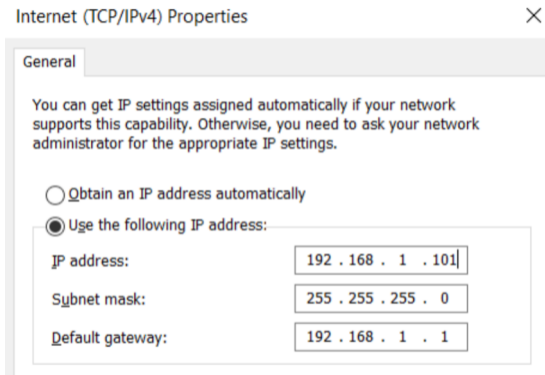 Internet (TCP/IPv4) Properties
General
You can get IP settings assigned automatically if your network
supports this capability. Otherwise, you need to ask your network
administrator for the appropriate IP settings.
Obtain an IP address automatically
Use the following IP address:
IP address: 192 . 168 . 1 . 101
Subnet mask: 255 . 255 . 255 . 0
Default gateway: 192 . 168 . 1 . 1